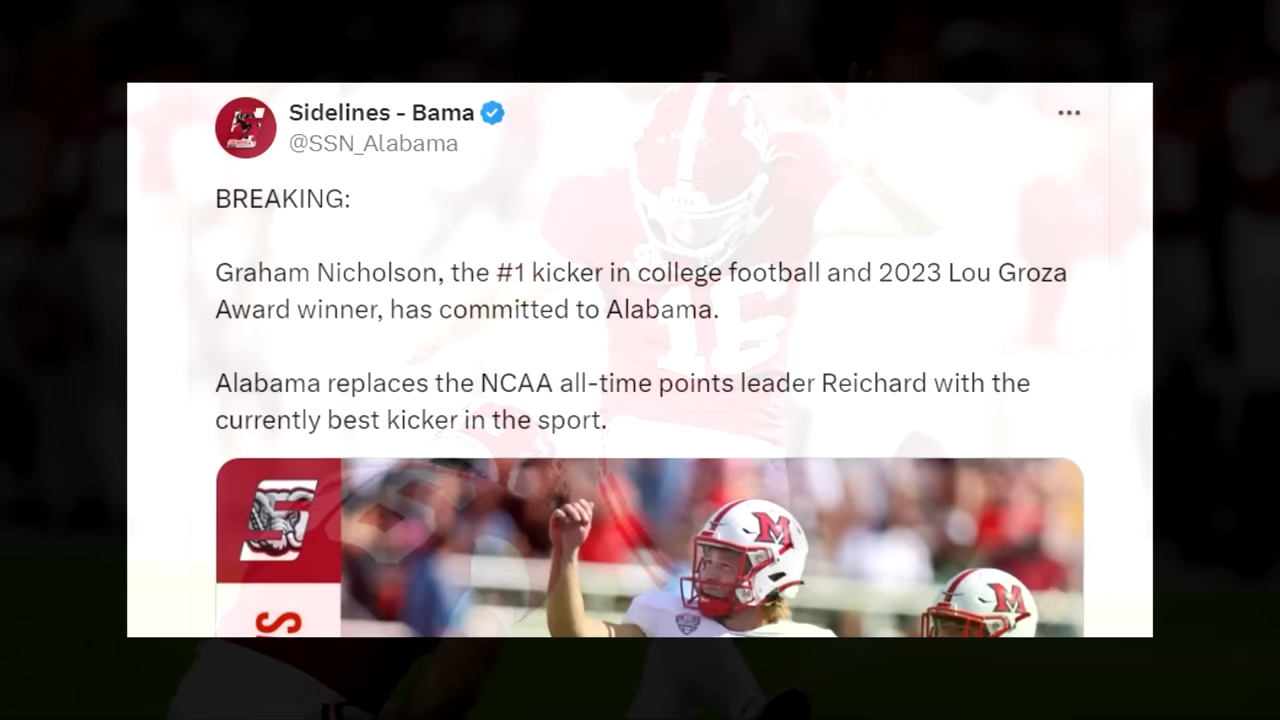 Sidelines - Bama
@SSN_Alabama
BREAKING:
Graham Nicholson, the #1 kicker in college football and 2023 Lou Groza
Award winner, has committed to Alabama.
Alabama replaces the NCAA all-time points leader Reichard with the
currently best kicker in the sport.
16
S
M
M
S